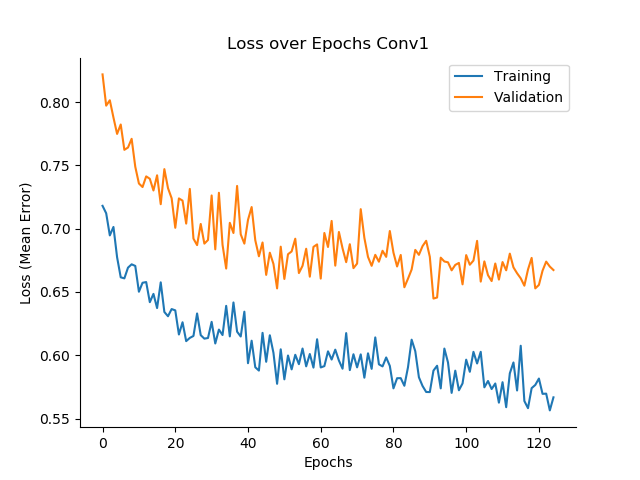 Loss over Epochs Conv1
Training
Validation
0.80
0.75
0.70
0.65
0.60
0.55
Loss (Mean Error)
0 20 40 60 80 100 120
Epochs